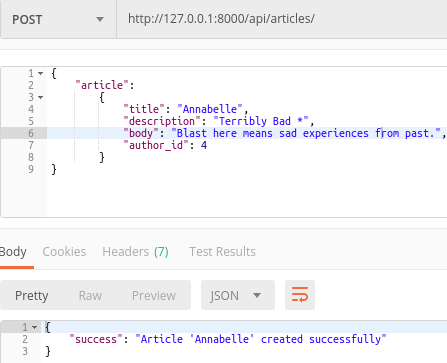 POST http://127.0.0.1:8000/api/articles/
1 {
2 "article":
3 {
4 "title": "Annabelle",
5 "description": "Terribly Bad *",
6 "body": "Blast here means sad experiences from past.",
7 "author_id": 4
8 }
9 }
Body Cookies Headers (7) Test Results
Pretty Raw Preview JSON
1 {
2 "success": "Article 'Annabelle' created successfully"
3 }